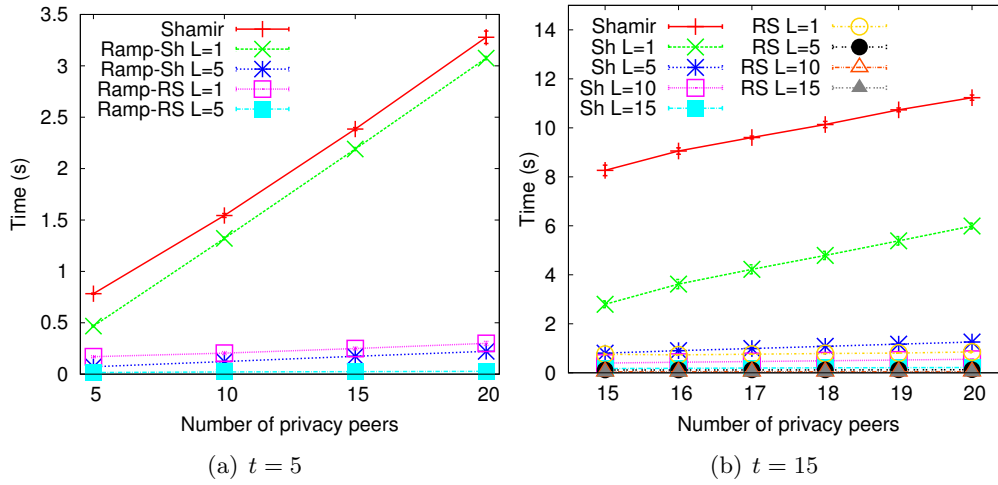 Time (s)
4
3.5
3
2.5
2
1.5
1
0.5
0
Shamir
Ramp-Sh L=1
Ramp-Sh L=5
Ramp-RS L=1
Ramp-RS L=5
5 10 15 20
Number of privacy peers
(a) t = 5
Time (s)
14
12
10
8
6
4
2
0
Shamir
Sh L=1
Sh L=5
Sh L=10
Sh L=15
RS L=1
RS L=5
RS L=10
RS L=15
15 16 17 18 19 20
Number of privacy peers
(b) t = 15